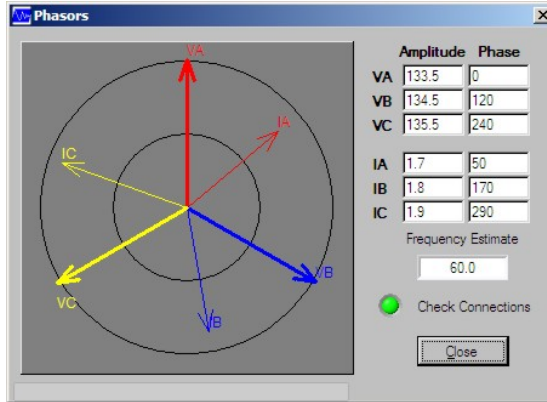 Phasors
VA
IA
IC
VB
VC
IB
Amplitude Phase
VA 133.5 0
VB 134.5 120
VC 135.5 240
IA 1.7 50
IB 1.8 170
IC 1.9 290
Frequency Estimate
60.0
Check Connections
Close